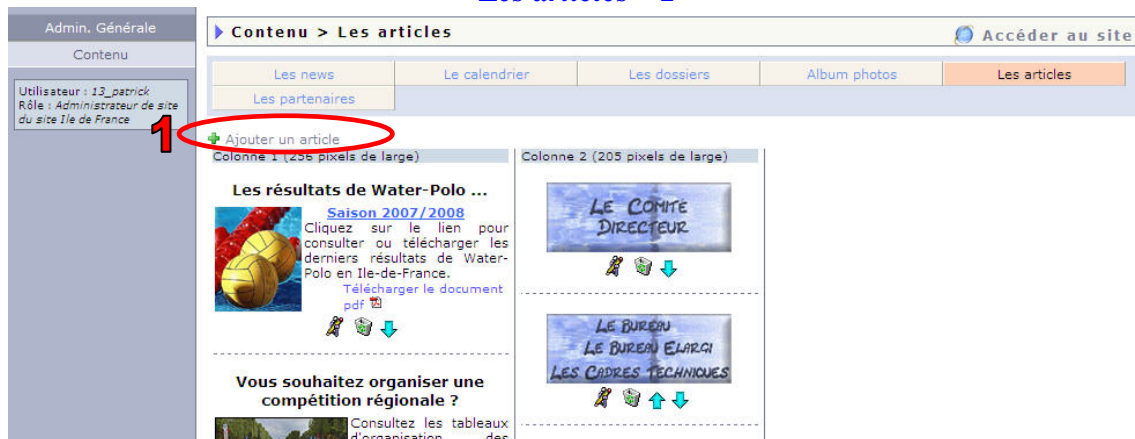 Les articles
Admin. Générale
Contenu
Utilisateur : 13_patrick
Rôle : Administrateur de site
du site Ile de France
Contenu > Les articles
Accéder au site
Les news
Le calendrier
Les dossiers
Album photos
Les articles
Les partenaires
1
Ajouter un article
Colonne 1 (256 pixels de large)
Les résultats de Water-Polo ...
Saison 2007/2008
Cliquez sur le lien pour
consulter ou télécharger les
derniers résultats de Water-
Polo en Ile-de-France.
Télécharger le document
pdf
Vous souhaitez organiser une
compétition régionale ?
Consultez les tableaux
d'organisation des
Colonne 2 (205 pixels de large)
LE COMITE
DIRECTEUR
LE BUREAU
LE BUREAU ELARGI
LES CADRES TECHNIQUES